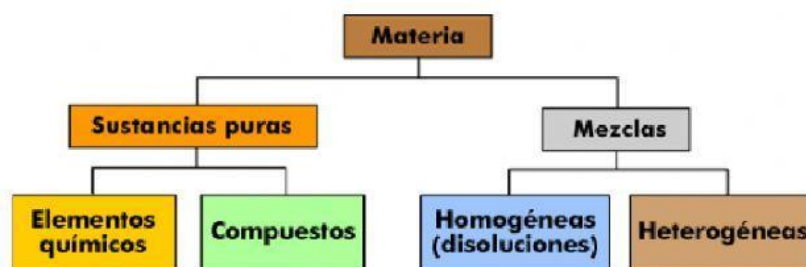 Materia
Sustancias puras
Mezclas
Elementos
químicos
Compuestos
Homogéneas
(disoluciones)
Heterogéneas